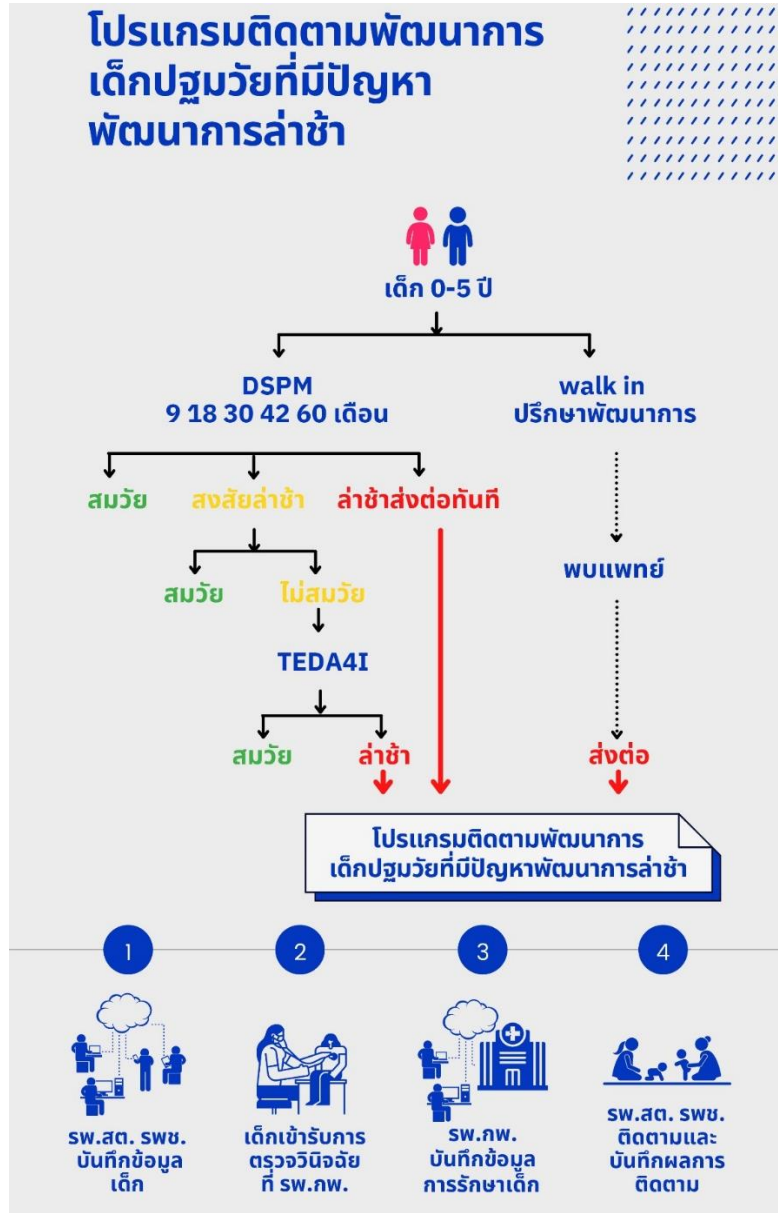 โปรแกรมติดตามพัฒนาการ
เด็กปฐมวัยที่มีปัญหา
พัฒนาการล่าช้า
เด็ก 0-5 ปี
DSPM
9 18 30 42 60 เดือน
walk in
ปรึกษาพัฒนาการ
สมวัย
สงสัยล่าช้า
ล่าช้าส่งต่อทันที
สมวัย
ไม่สมวัย
พบแพทย์
TEDA4I
สมวัย
ล่าช้า
ส่งต่อ
โปรแกรมติดตามพัฒนาการ
เด็กปฐมวัยที่มีปัญหาพัฒนาการล่าช้า
1
2
3
4
รพ.สต. รพช.
บันทึกข้อมูล
เด็ก
เด็กเข้ารับการ
ตรวจวินิจฉัย
ที่ รพ.กพ.
รพ.กพ.
บันทึกข้อมูล
การรักษาเด็ก
รพ.สต. รพช.
ติดตามและ
บันทึกผลการ
ติดตาม